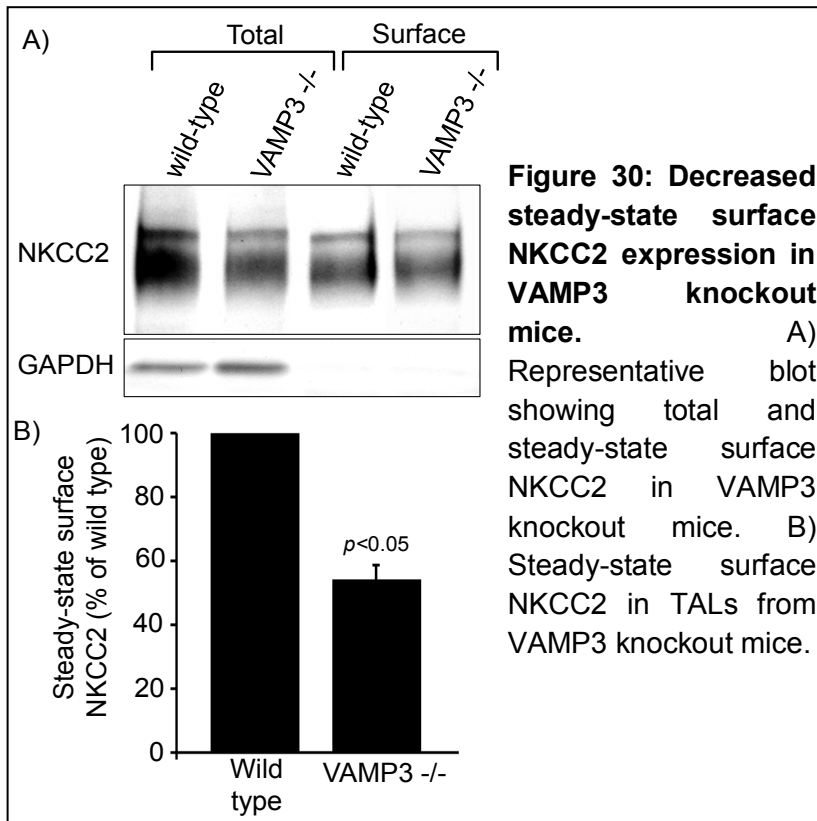 A)
Total
Surface
wild-type
VAMP3 -/-
wild-type
VAMP3 -/-
NKCC2
GAPDH
B)
Steady-state surface
NKCC2 (% of wild type)
100
80
60
40
20
0
p<0.05
Wild
type
VAMP3 -/-
Figure 30: Decreased
steady-state surface
NKCC2 expression in
VAMP3 knockout
mice. A)
Representative blot
showing total and
steady-state surface
NKCC2 in VAMP3
knockout mice. B)
Steady-state surface
NKCC2 in TALs from
VAMP3 knockout mice.